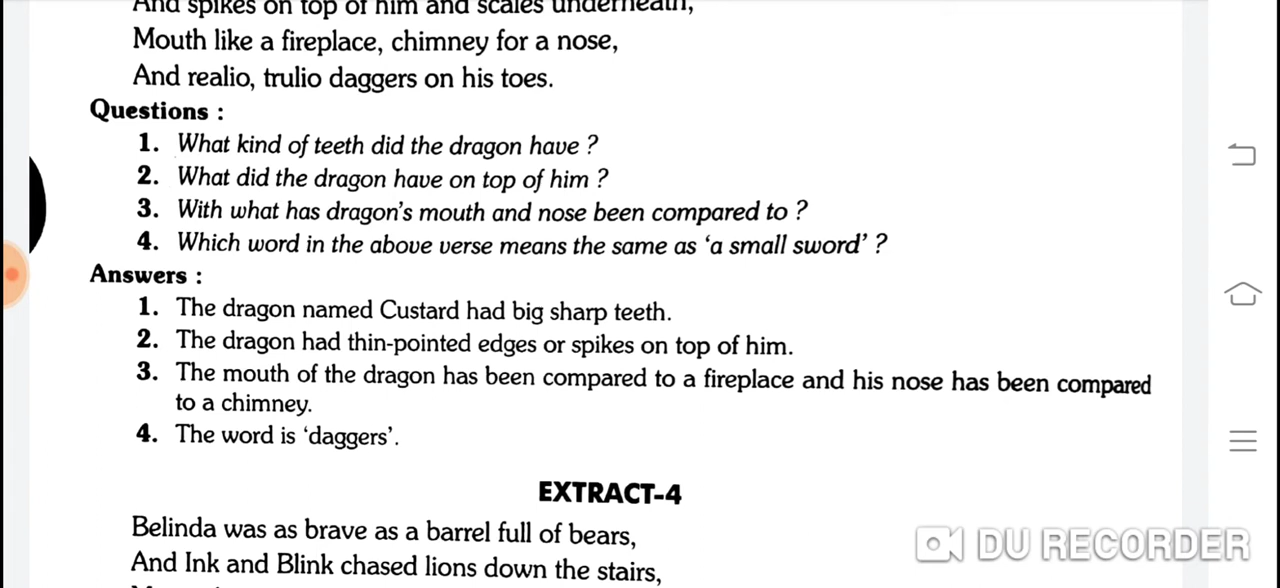 And spikes on top of him and scales underneath,
Mouth like a fireplace, chimney for a nose,
And realio, trulio daggers on his toes.
Questions :
1. What kind of teeth did the dragon have ?
2. What did the dragon have on top of him ?
3. With what has dragon's mouth and nose been compared to ?
4. Which word in the above verse means the same as 'a small sword' ?
Answers :
1. The dragon named Custard had big sharp teeth.
2. The dragon had thin-pointed edges or spikes on top of him.
3. The mouth of the dragon has been compared to a fireplace and his nose has been compared
to a chimney.
4. The word is 'daggers'.
EXTRACT-4
Belinda was as brave as a barrel full of bears,
And Ink and Blink chased lions down the stairs,
DU RECORDER